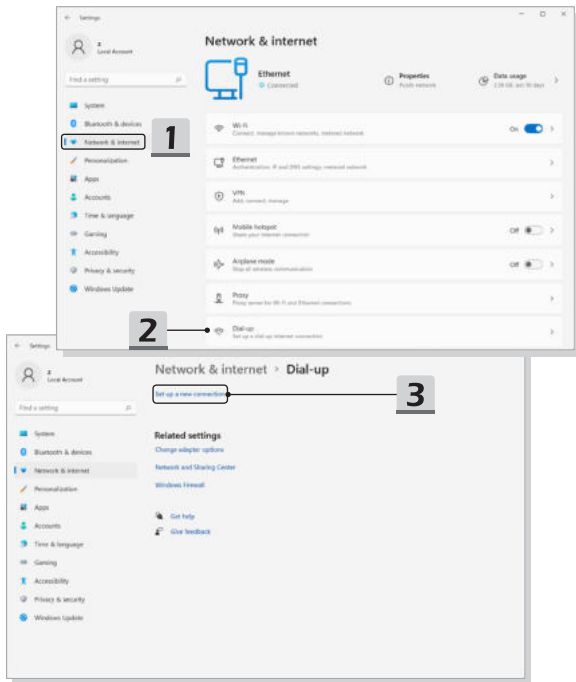 Settings
z
Local Account
Find a setting
System
Bluetooth & devices
Network & internet
Personalization
Apps
Accounts
Time & language
Gaming
Accessibility
Privacy & security
Windows Update
1
2
Network & internet
Ethernet
Connected
Properties
Public network
Data usage
Wi-Fi
Connect, manage known networks, metered network
On
Ethernet
Authentication, IP and DNS settings, metered network
VPN
Add, connect, manage
Mobile hotspot
Share your internet connection
Off
Airplane mode
Stop all wireless communication
Off
Proxy
Proxy server for Wi-Fi and Ethernet connections
Dial-up
Set up a dial-up internet connection
Settings
z
Local Account
Find a setting
System
Bluetooth & devices
Network & internet
Personalization
Apps
Accounts
Time & language
Gaming
Accessibility
Privacy & security
Windows Update
Network & internet > Dial-up
Set up a new connection
3
Related settings
Change adapter options
Network and Sharing Center
Windows Firewall
Get help
Give feedback